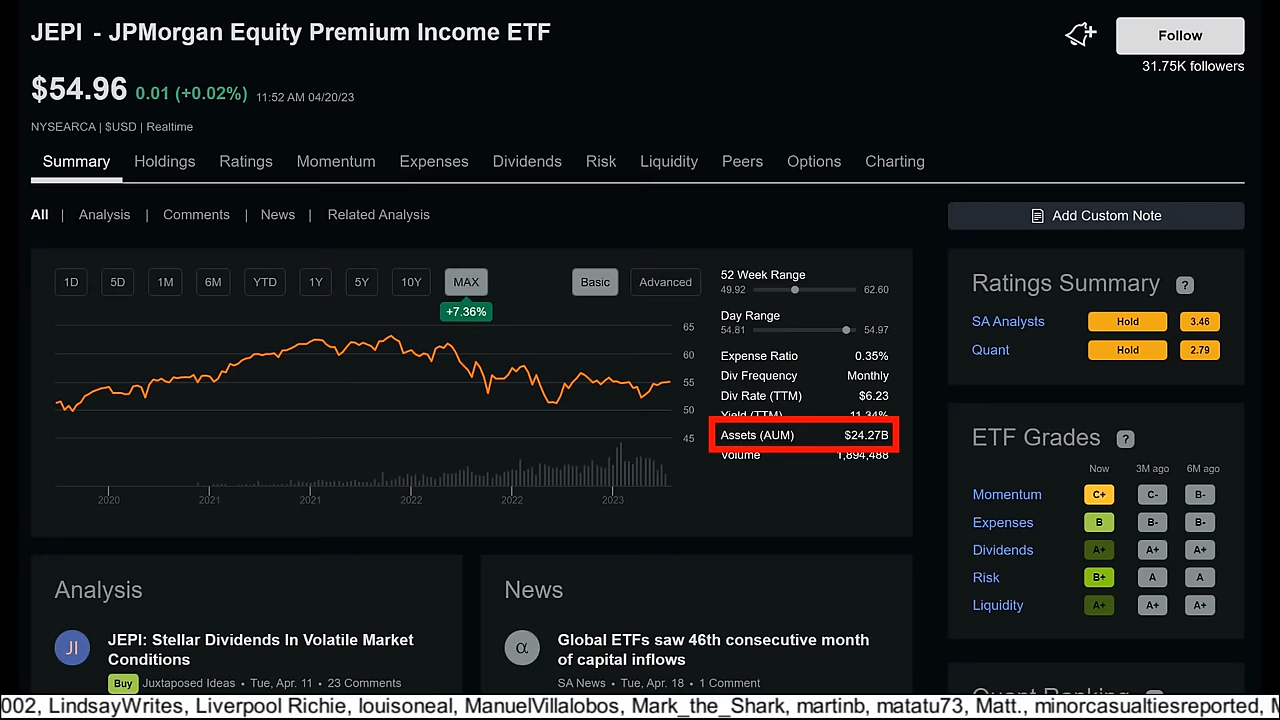 JEPI - JPMorgan Equity Premium Income ETF
Follow
31.75K followers
$54.96 0.01 (+0.02%) 11:52 AM 04/20/23
NYSEARCA | $USD | Realtime
Summary Holdings Ratings Momentum Expenses Dividends Risk Liquidity Peers Options Charting
All | Analysis | Comments | News | Related Analysis
Add Custom Note
1D 5D 1M 6M YTD 1Y 5Y 10Y MAX Basic Advanced
+7.36%
65
60
55
50
45
2020 2021 2021 2022 2022 2023
52 Week Range
49.92 62.60
Day Range
54.81 54.97
Expense Ratio 0.35%
Div Frequency Monthly
Div Rate (TTM) $6.23
Yield (TTM) 11.34%
Assets (AUM) $24.27B
Volume 1,894,488
Ratings Summary ?
SA Analysts Hold 3.46
Quant Hold 2.79
ETF Grades ?
Now 3M ago 6M ago
Momentum C+ C- B-
Expenses B B- B-
Dividends A+ A+ A+
Risk B+ A A
Liquidity A+ A+ A+
Quant Ranking
Analysis
JI
JEPI: Stellar Dividends In Volatile Market
Conditions
Buy Juxtaposed Ideas • Tue, Apr. 11 • 23 Comments
News
α
Global ETFs saw 46th consecutive month
of capital inflows
SA News • Tue, Apr. 18 • 1 Comment
002, LindsayWrites, Liverpool Richie, louisoneal, ManuelVillalobos, Mark_the_Shark, martinb, matatu73, Matt., minorcasualtiesreported, M